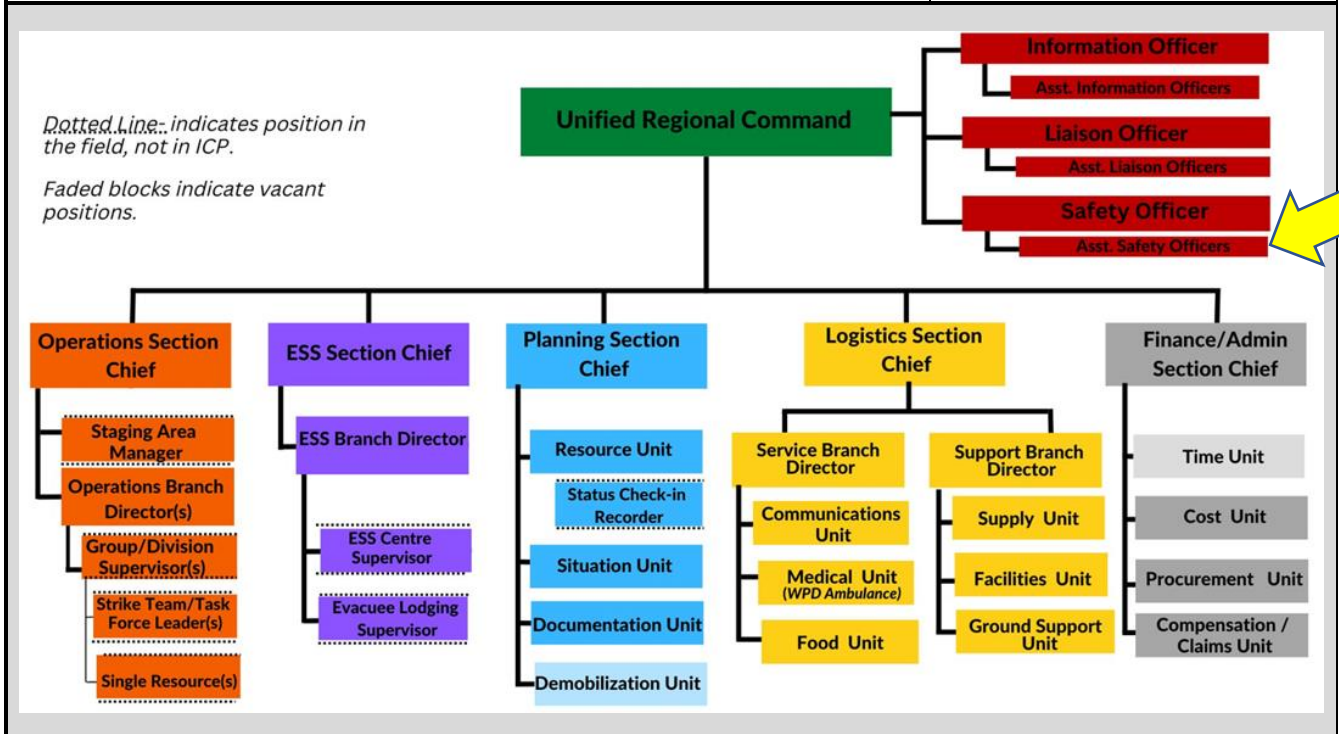 Dotted Line- indicates position in
the field, not in ICP.
Faded blocks indicate vacant
positions.
Unified Regional Command
Information Officer
Asst. Information Officers
Liaison Officer
Asst. Liaison Officers
Safety Officer
Asst. Safety Officers
Operations Section
Chief
Staging Area
Manager
Operations Branch
Director(s)
Group/Division
Supervisor(s)
Strike Team/Task
Force Leader(s)
Single Resource(s)
ESS Section Chief
ESS Branch Director
ESS Centre
Supervisor
Evacuee Lodging
Supervisor
Planning Section
Chief
Resource Unit
Status Check-in
Recorder
Situation Unit
Documentation Unit
Demobilization Unit
Logistics Section
Chief
Service Branch
Director
Communications
Unit
Medical Unit
(WPD Ambulance)
Food Unit
Support Branch
Director
Supply Unit
Facilities Unit
Ground Support
Unit
Finance/Admin
Section Chief
Time Unit
Cost Unit
Procurement Unit
Compensation /
Claims Unit